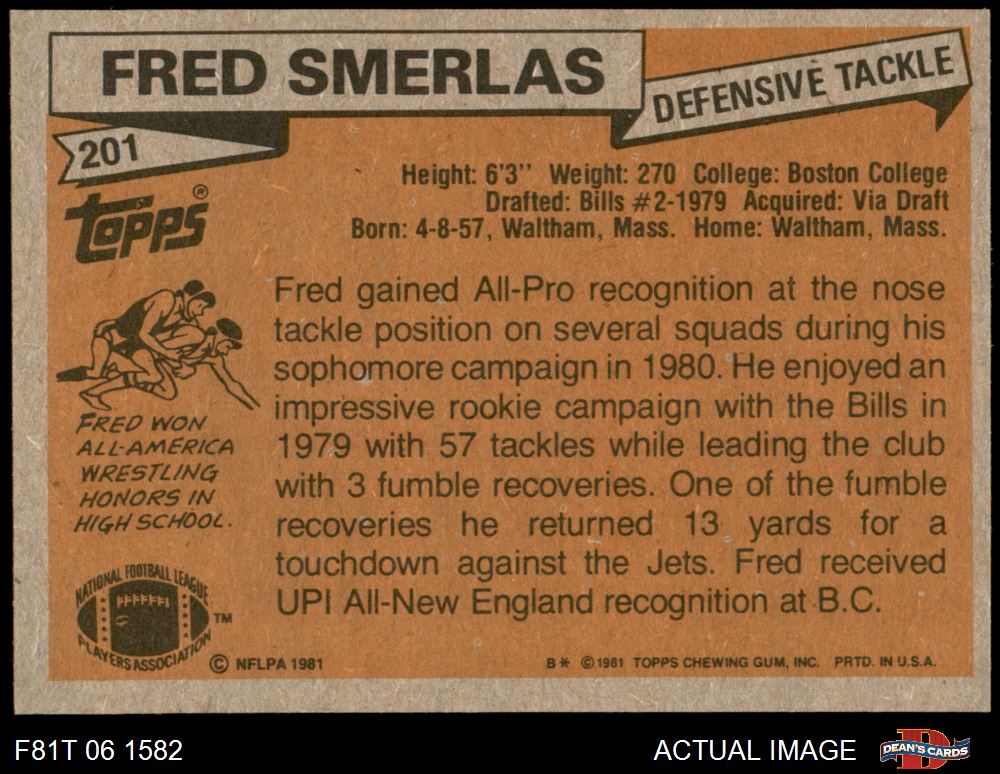 FRED SMERLAS
DEFENSIVE TACKLE
201
Topps®
Height: 6'3'' Weight: 270 College: Boston College
Drafted: Bills #2-1979 Acquired: Via Draft
Born: 4-8-57, Waltham, Mass. Home: Waltham, Mass.
Fred gained All-Pro recognition at the nose
tackle position on several squads during his
sophomore campaign in 1980. He enjoyed an
impressive rookie campaign with the Bills in
1979 with 57 tackles while leading the club
with 3 fumble recoveries. One of the fumble
recoveries he returned 13 yards for a
touchdown against the Jets. Fred received
UPI All-New England recognition at B.C.
FRED WON
ALL-AMERICA
WRESTLING
HONORS IN
HIGH SCHOOL.
NATIONAL FOOTBALL LEAGUE
PLAYERS ASSOCIATION
TM
© NFLPA 1981
B* © 1981 TOPPS CHEWING GUM, INC. PRTD. IN U.S.A.
F81T 06 1582
ACTUAL IMAGE
DEAN'S CARDS